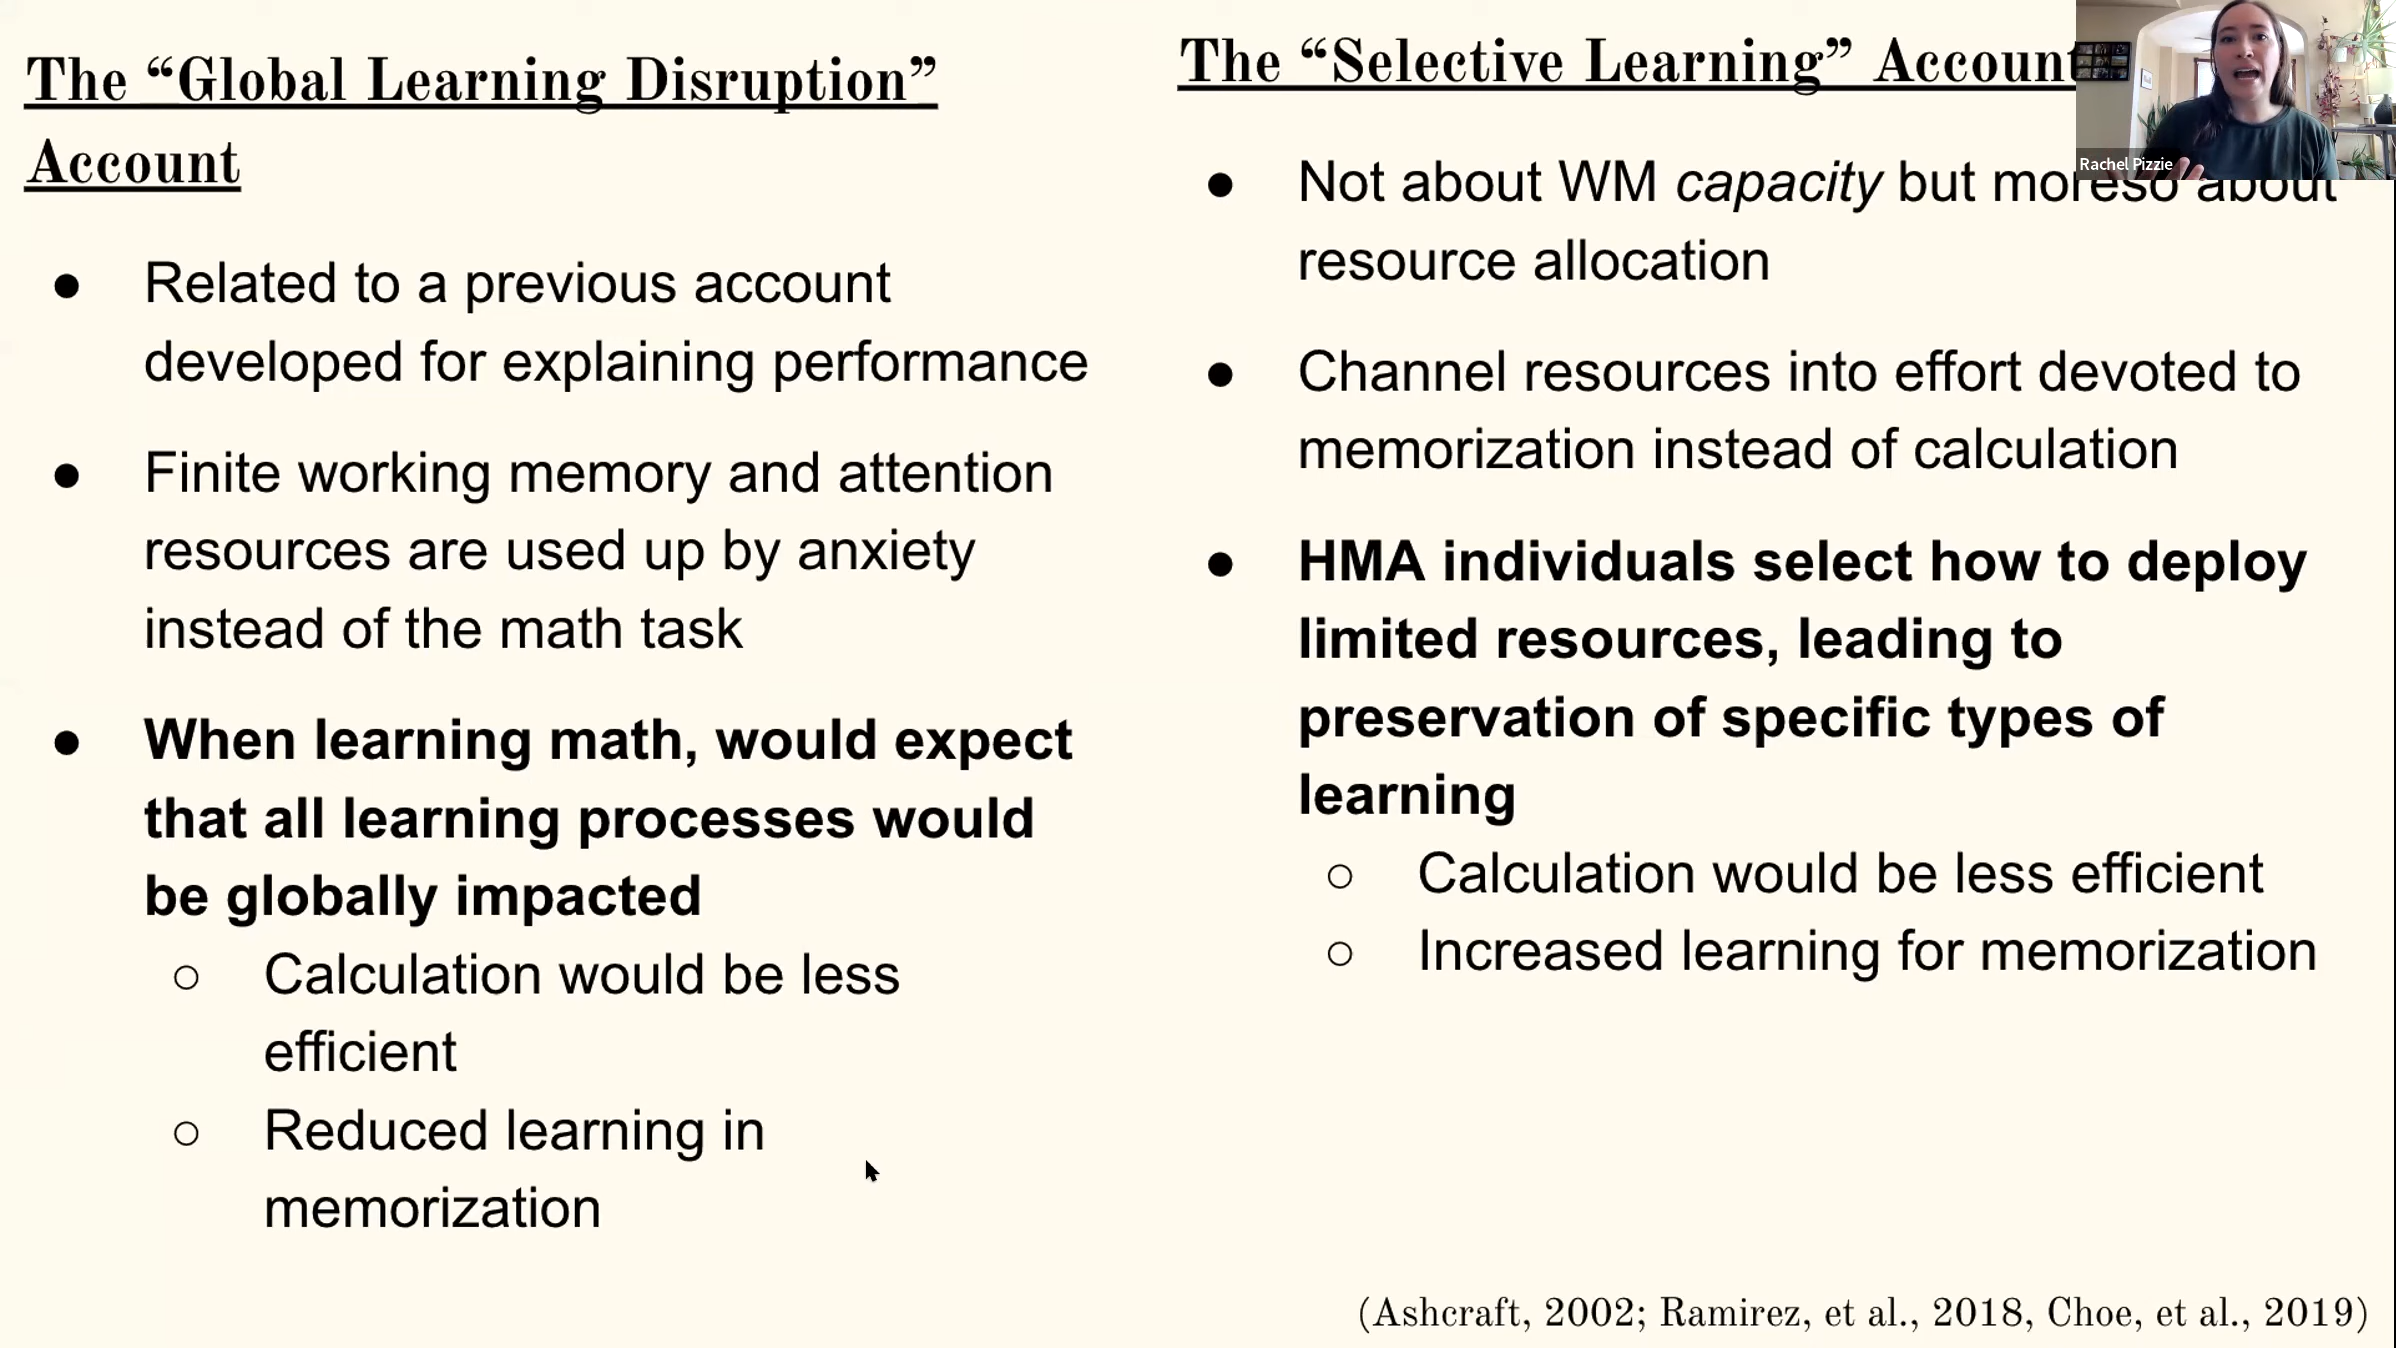 The “Global Learning Disruption”
Account
● Related to a previous account
developed for explaining performance
● Finite working memory and attention
resources are used up by anxiety
instead of the math task
● When learning math, would expect
that all learning processes would
be globally impacted
○ Calculation would be less
efficient
○ Reduced learning in
memorization
The “Selective Learning” Account
● Not about WM capacity but moreso about
resource allocation
● Channel resources into effort devoted to
memorization instead of calculation
● HMA individuals select how to deploy
limited resources, leading to
preservation of specific types of
learning
○ Calculation would be less efficient
○ Increased learning for memorization
(Ashcraft, 2002; Ramirez, et al., 2018, Choe, et al., 2019)
Rachel Pizzie